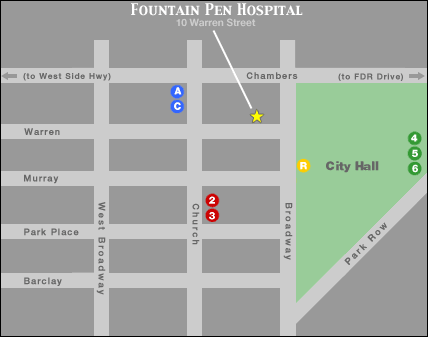 Fountain Pen Hospital
10 Warren Street
(to West Side Hwy)
Chambers
(to FDR Drive)
A
C
Warren
4
5
6
R
City Hall
Murray
2
3
West Broadway
Church
Broadway
Park Row
Park Place
Barclay